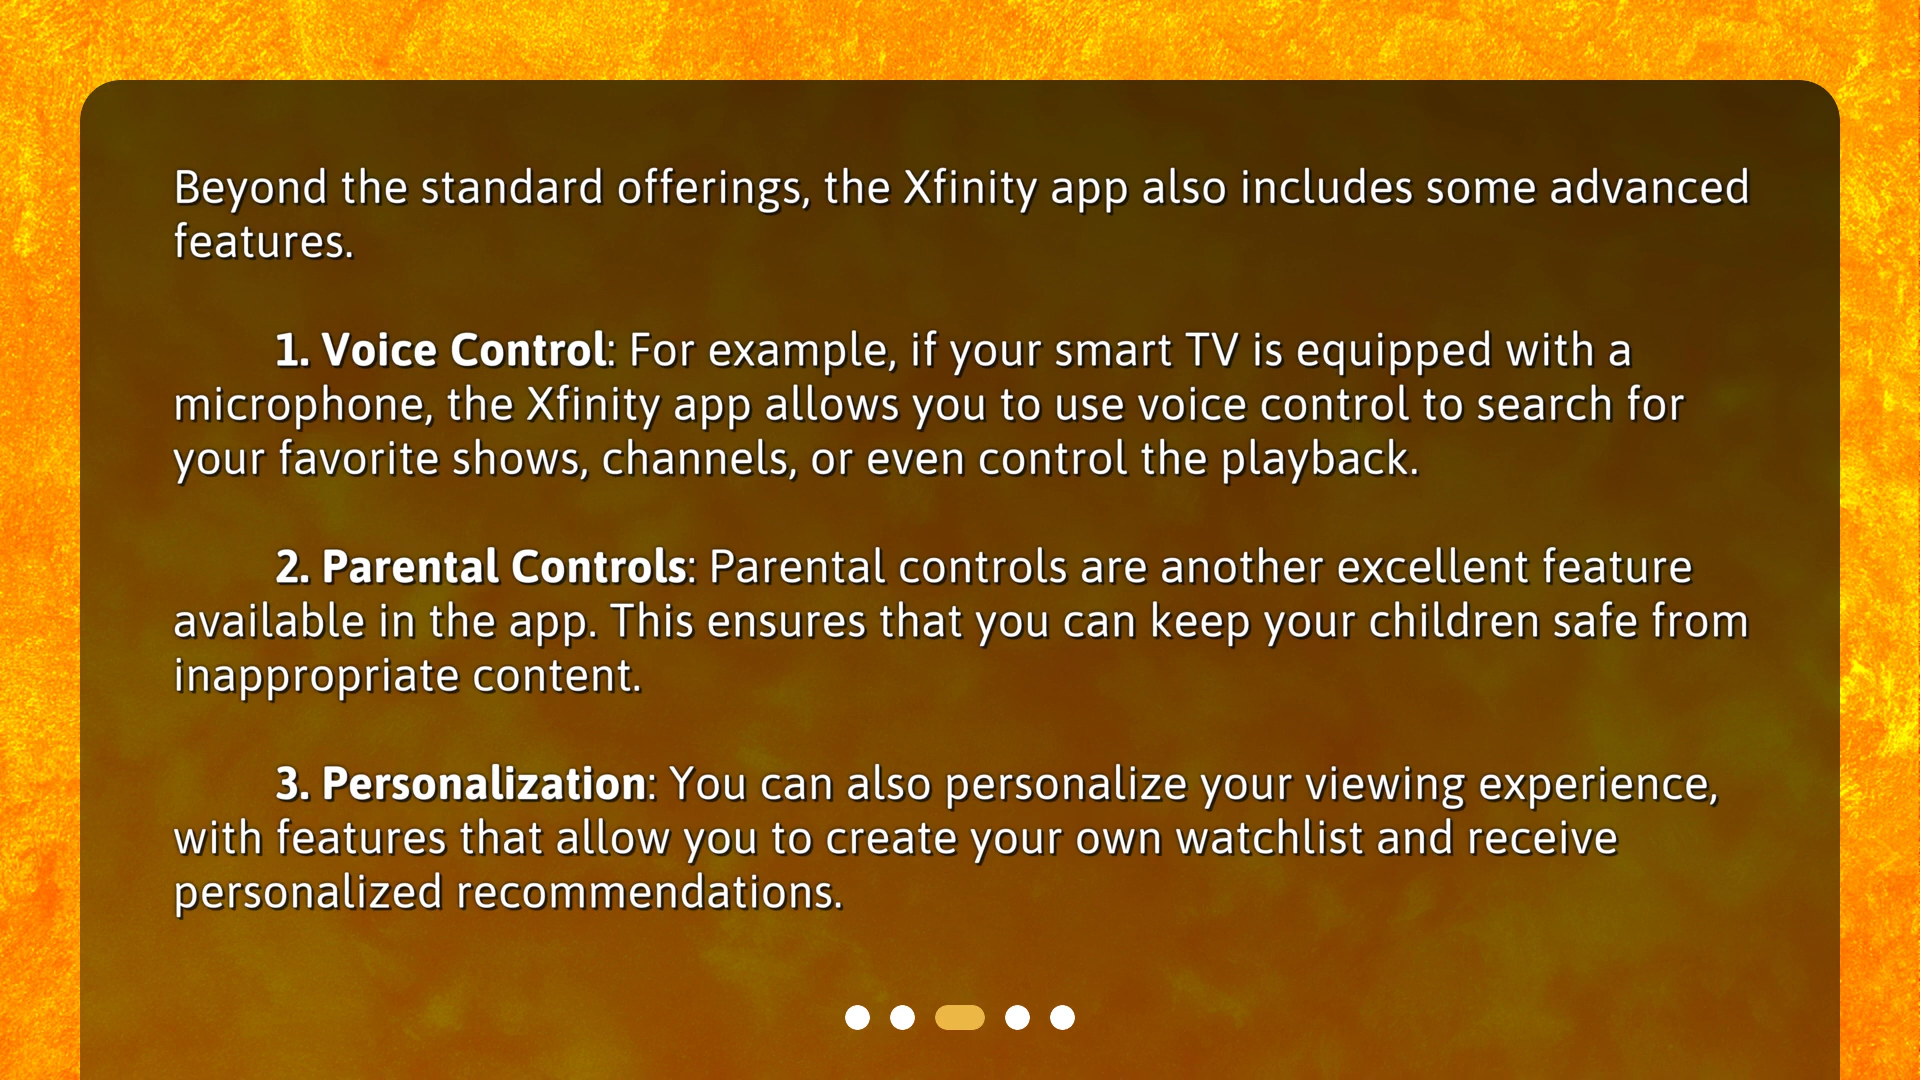 Beyond the standard offerings, the Xfinity app also includes some advanced
features.
1. Voice Control: For example, if your smart TV is equipped with a
microphone, the Xfinity app allows you to use voice control to search for
your favorite shows, channels, or even control the playback.
2. Parental Controls: Parental controls are another excellent feature
available in the app. This ensures that you can keep your children safe from
inappropriate content.
3. Personalization: You can also personalize your viewing experience,
with features that allow you to create your own watchlist and receive
personalized recommendations.